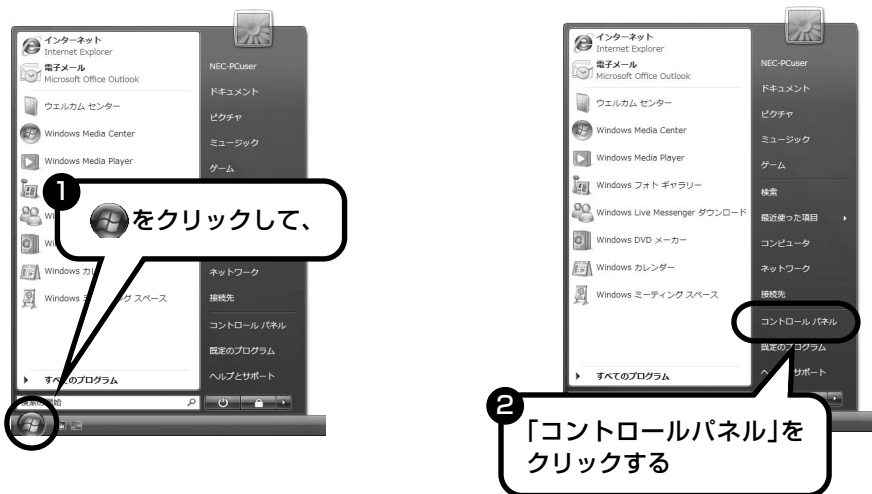 インターネット
Internet Explorer
電子メール
Microsoft Office Outlook
ウェルカム センター
Windows Media Center
Windows Media Player
Windows ミーティング スペース
すべてのプログラム
NEC-PCuser
ドキュメント
ピクチャ
ミュージック
ゲーム
ネットワーク
接続先
コントロール パネル
既定のプログラム
ヘルプとサポート
1
をクリックして、
インターネット
Internet Explorer
電子メール
Microsoft Office Outlook
ウェルカム センター
Windows Media Center
Windows Media Player
Windows フォト ギャラリー
Windows Live Messenger ダウンロード
Windows DVD メーカー
Windows カレンダー
Windows ミーティング スペース
すべてのプログラム
NEC-PCuser
ドキュメント
ピクチャ
ミュージック
ゲーム
検索
最近使った項目
コンピュータ
ネットワーク
接続先
コントロール パネル
既定のプログラム
2
「コントロールパネル」を
クリックする